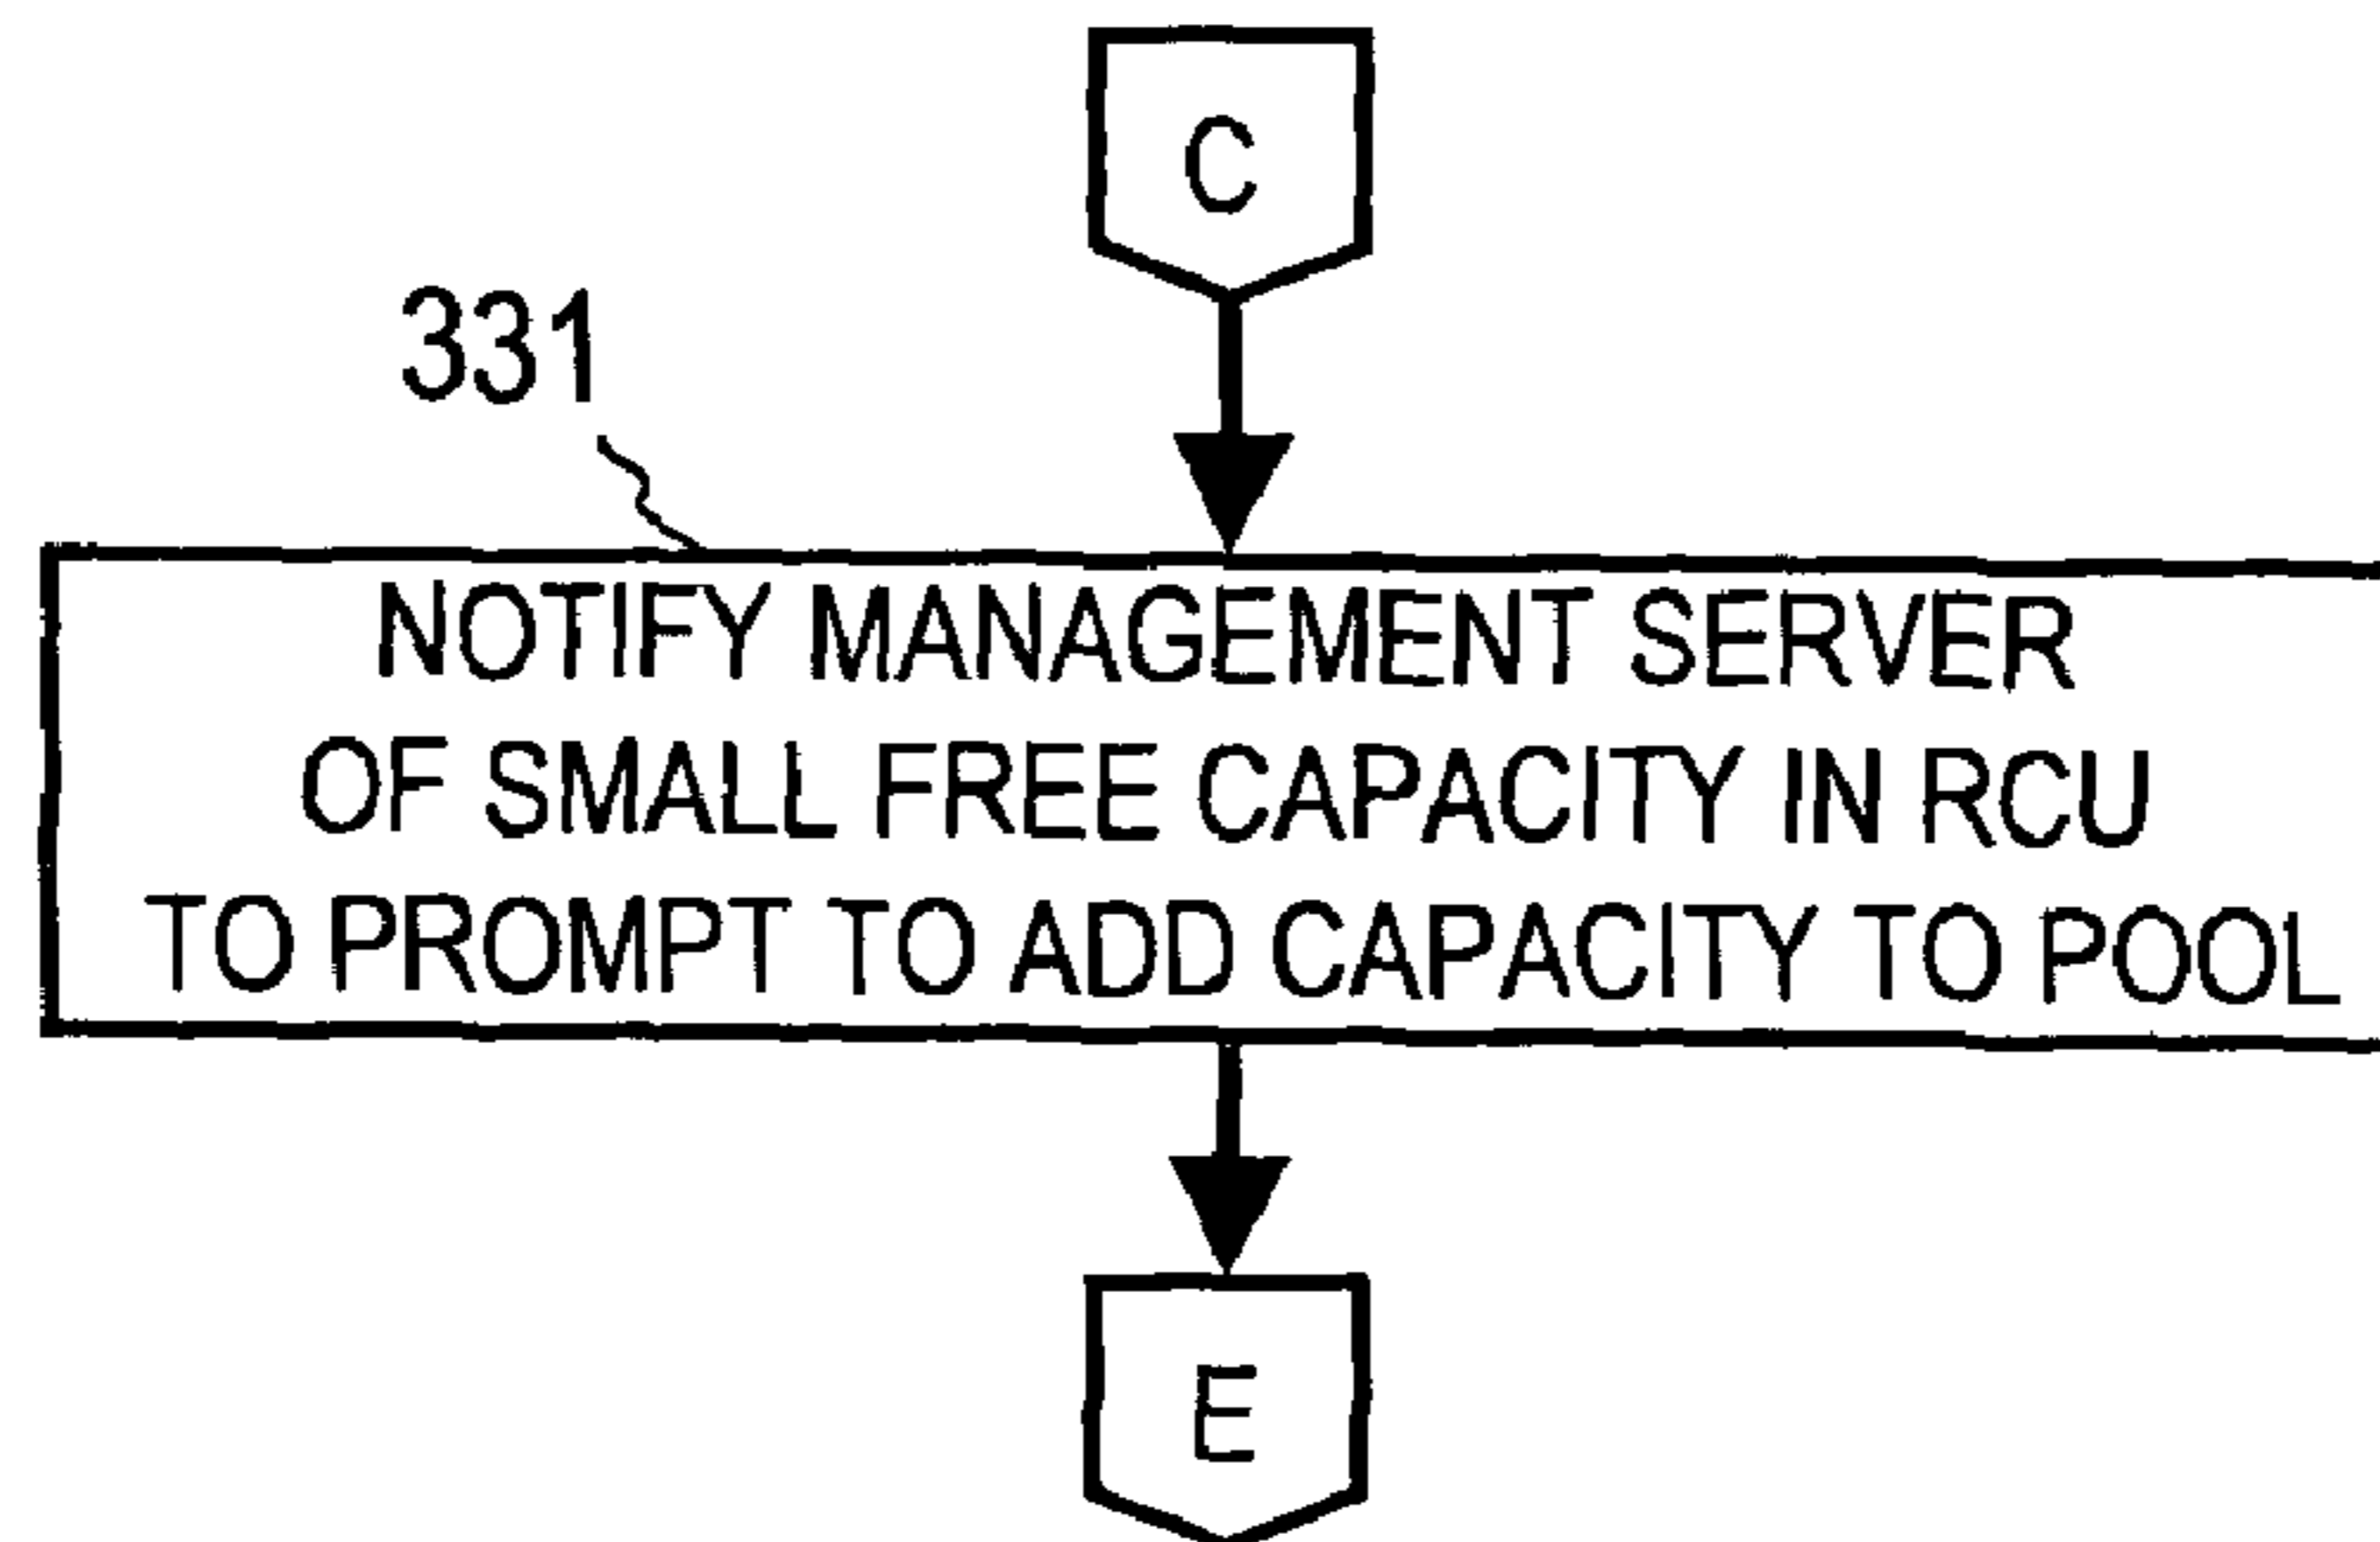 C
331
NOTIFY MANAGEMENT SERVER
OF SMALL FREE CAPACITY IN RCU
TO PROMPT TO ADD CAPACITY TO POOL
E